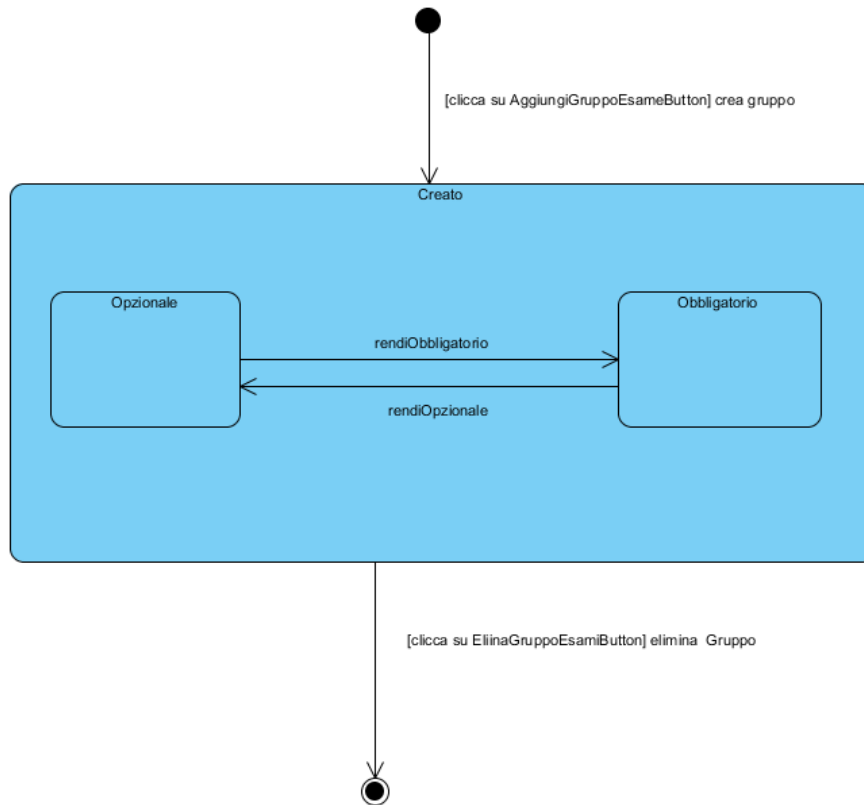 [clicca su AggiungiGruppoEsameButton] crea gruppo
Creato
Opzionale
Obbligatorio
rendiObbligatorio
rendiOpzionale
[clicca su EliinaGruppoEsamiButton] elimina  Gruppo